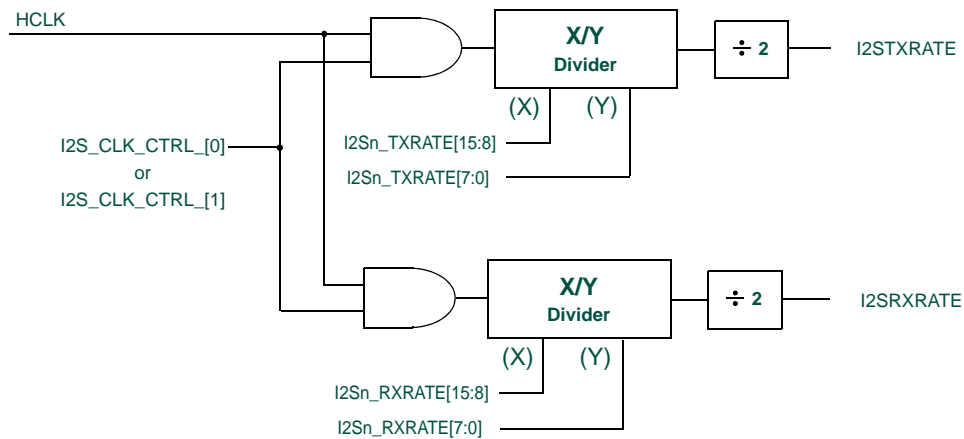 HCLK
X/Y
Divider
÷ 2
I2STXRATE
(X)
(Y)
I2Sn_TXRATE[15:8]
I2Sn_TXRATE[7:0]
I2S_CLK_CTRL_[0]
or
I2S_CLK_CTRL_[1]
X/Y
Divider
÷ 2
I2SRXRATE
(X)
(Y)
I2Sn_RXRATE[15:8]
I2Sn_RXRATE[7:0]